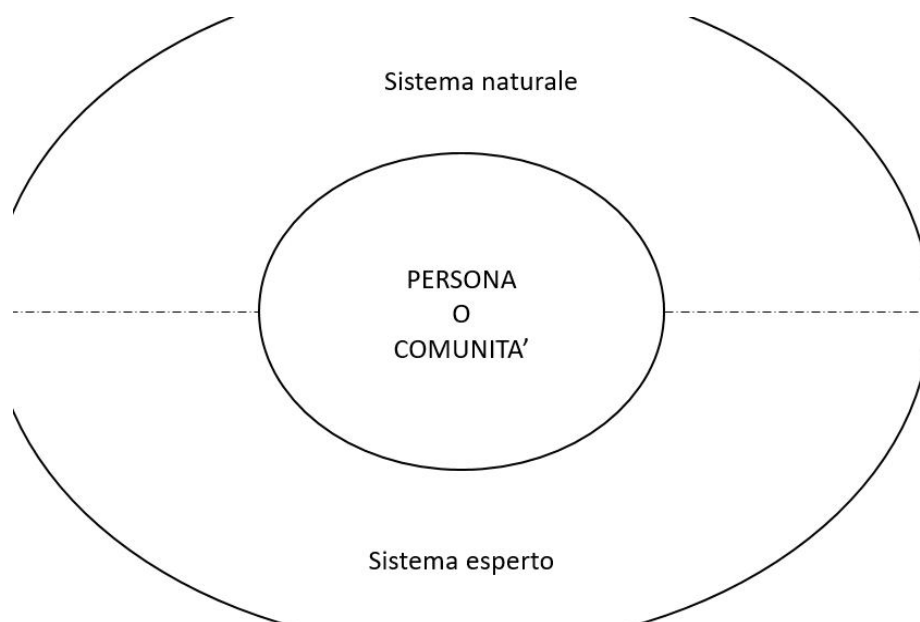 Sistema naturale
PERSONA
O
COMUNITA’
Sistema esperto